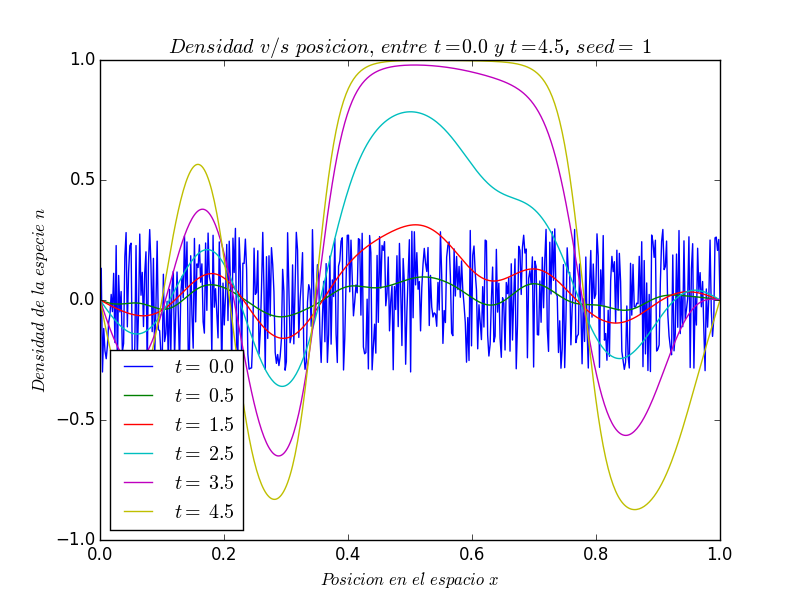 Densidad v/s posicion, entre t=0.0 y t=4.5, seed= 1
1.0
0.5
0.0
−0.5
−1.0
Densidad de la especie n
t= 0.0
t= 0.5
t= 1.5
t= 2.5
t= 3.5
t= 4.5
0.0 0.2 0.4 0.6 0.8 1.0
Posicion en el espacio x